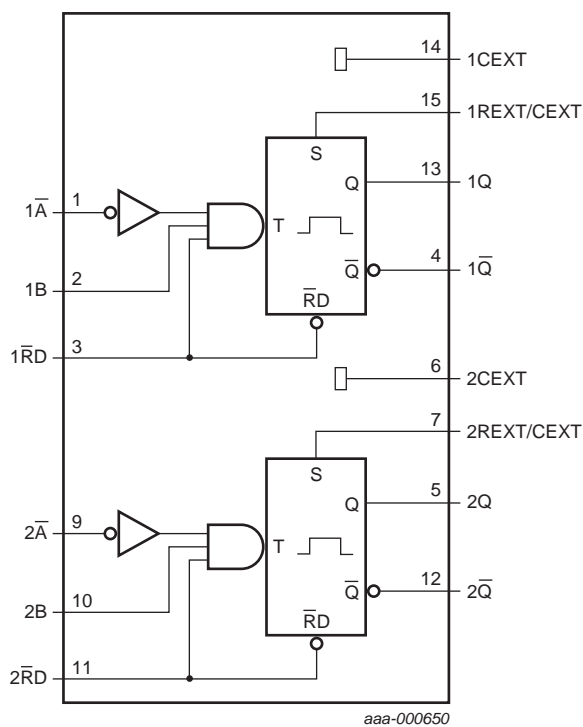 14 1CEXT
15 1REXT/CEXT
S
Q 13 1Q
1A̅ 1
T
2
1B
Q̅ 4 1Q̅
R̅D
1R̅D 3
6 2CEXT
7 2REXT/CEXT
S
Q 5 2Q
2A̅ 9
T
10
2B
Q̅ 12 2Q̅
R̅D
2R̅D 11
aaa-000650